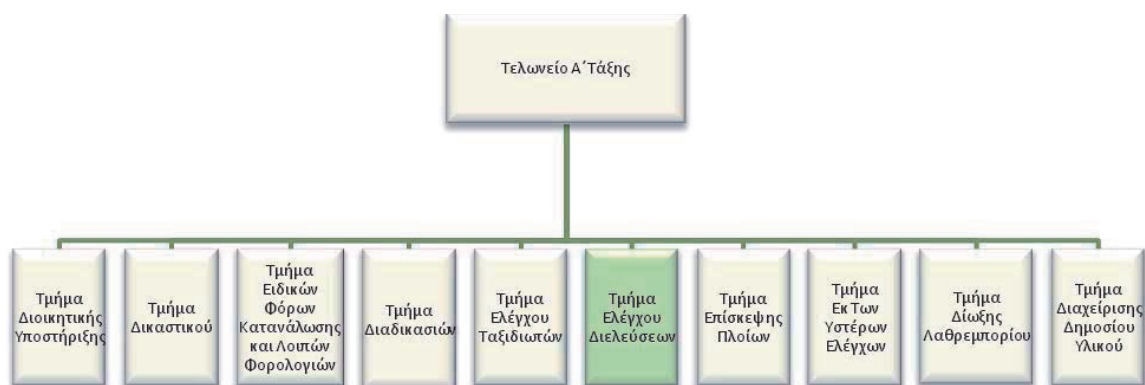 Τελωνείο Α΄Τάξης
Τμήμα
Διοικητικής
Υποστήριξης
Τμήμα
Δικαστικού
Τμήμα
Ειδικών
Φόρων
Κατανάλωσης
και Λοιπών
Φορολογιών
Τμήμα
Διαδικασιών
Τμήμα
Ελέγχου
Ταξιδιωτών
Τμήμα
Ελέγχου
Διελεύσεων
Τμήμα
Επίσκεψης
Πλοίων
Τμήμα
Εκ Των
Υστέρων
Ελέγχων
Τμήμα
Δίωξης
Λαθρεμπορίου
Τμήμα
Διαχείρισης
Δημοσίου
Υλικού